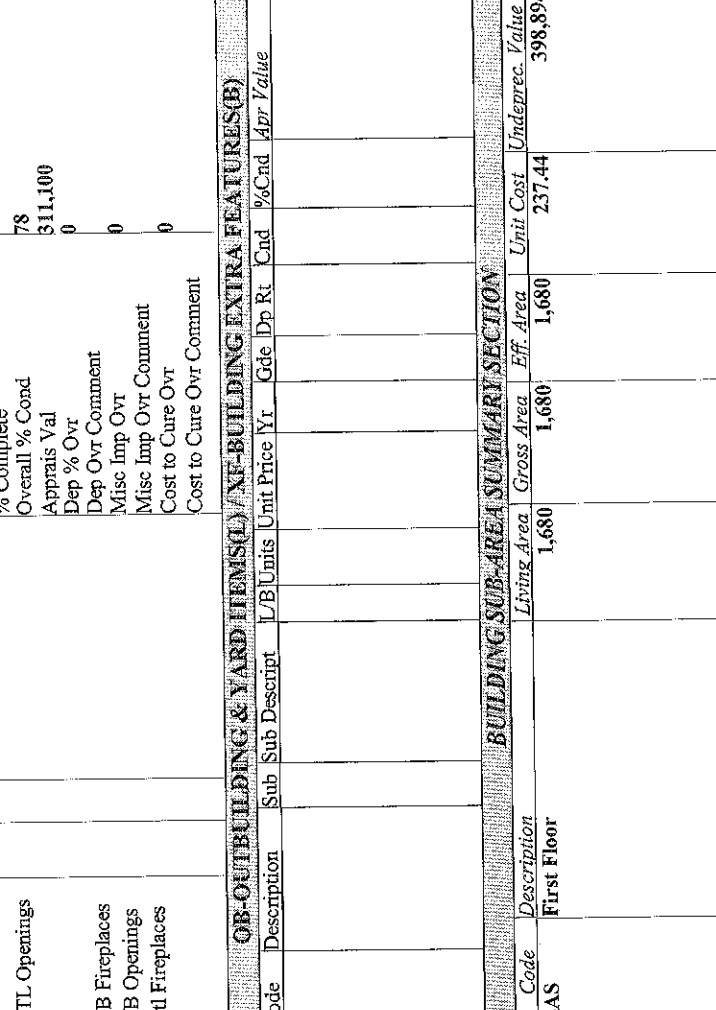 % Complete
Overall % Cond 78
Apprais Val 311,100
Dep % Ovr 0
Dep Ovr Comment
TL Openings
Misc Imp Ovr 0
Misc Imp Ovr Comment
B Fireplaces
Cost to Cure Ovr 0
B Openings
Cost to Cure Ovr Comment
tl Fireplaces
OB-OUTBUILDING & YARD ITEMS(L) / XF-BUILDING EXTRA FEATURES(B)
ode Description Sub Sub Descript L/B Units Unit Price Yr Gde Dp Rt Cnd %Cnd Apr Value
BUILDING SUB-AREA SUMMARY SECTION
Code Description Living Area Gross Area Eff. Area Unit Cost Undeprec. Value
AS First Floor 1,680 1,680 1,680 237.44 398,89